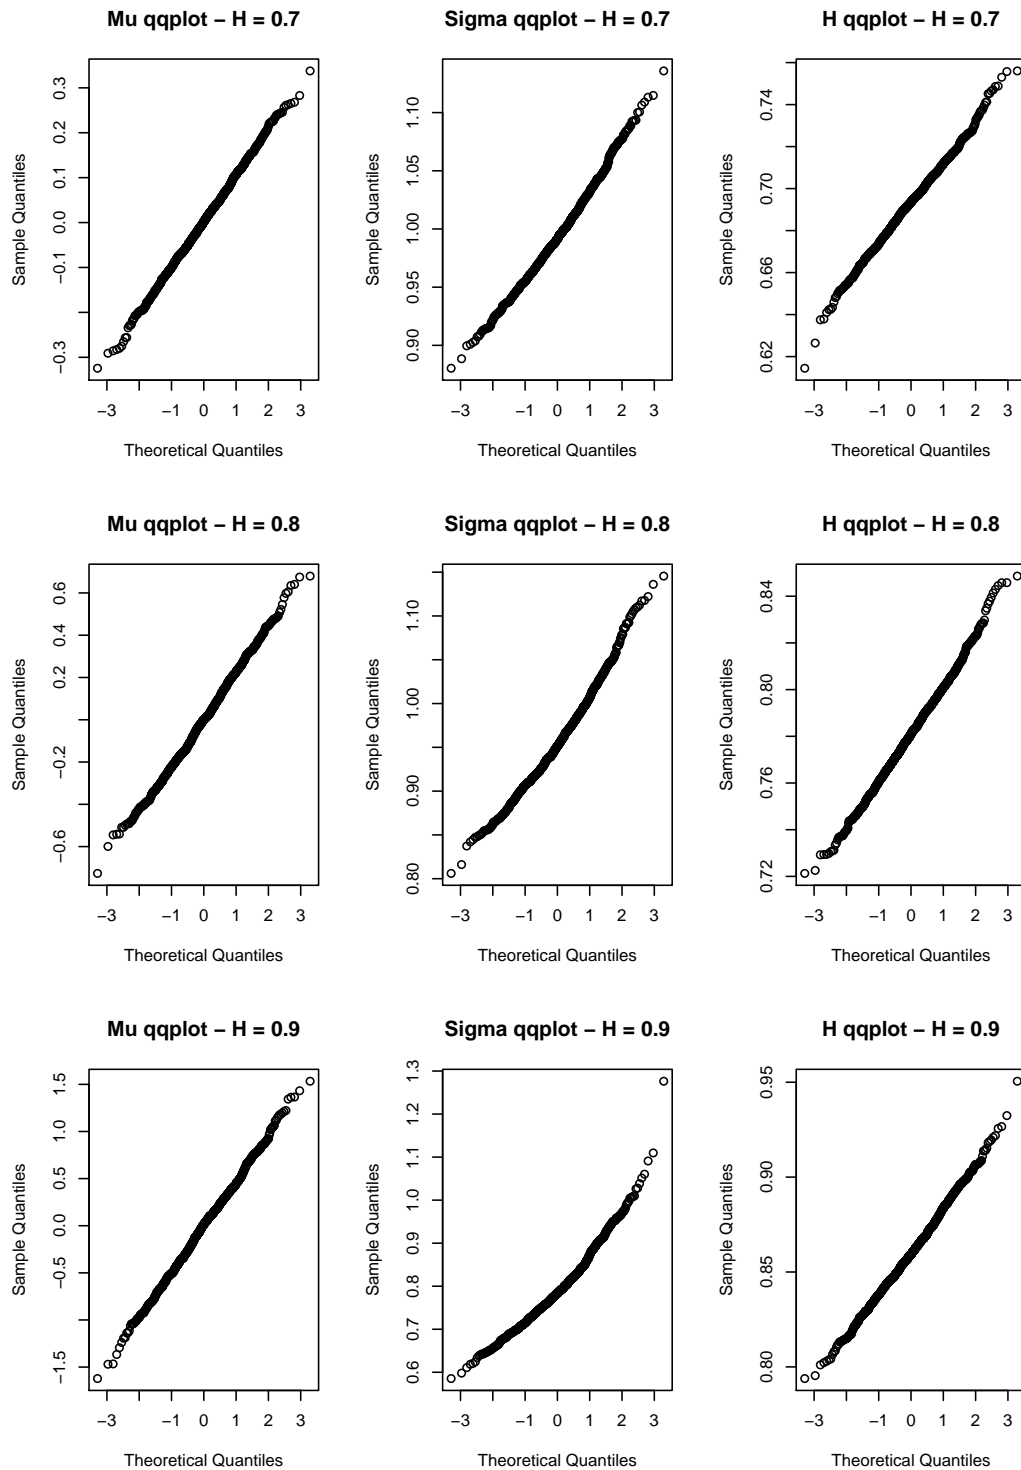 Mu qqplot – H = 0.7
Sample Quantiles
0.3
0.2
0.1
0.0
−0.1
−0.3
−3 −1 0 1 2 3
Theoretical Quantiles
Sigma qqplot – H = 0.7
Sample Quantiles
1.10
1.05
1.00
0.95
0.90
−3 −1 0 1 2 3
Theoretical Quantiles
H qqplot – H = 0.7
Sample Quantiles
0.74
0.70
0.66
0.62
−3 −1 0 1 2 3
Theoretical Quantiles
Mu qqplot – H = 0.8
Sample Quantiles
0.6
0.4
0.2
−0.2
−0.6
−3 −1 0 1 2 3
Theoretical Quantiles
Sigma qqplot – H = 0.8
Sample Quantiles
1.10
1.00
0.90
0.80
−3 −1 0 1 2 3
Theoretical Quantiles
H qqplot – H = 0.8
Sample Quantiles
0.84
0.80
0.76
0.72
−3 −1 0 1 2 3
Theoretical Quantiles
Mu qqplot – H = 0.9
Sample Quantiles
1.5
1.0
0.5
0.0
−0.5
−1.5
−3 −1 0 1 2 3
Theoretical Quantiles
Sigma qqplot – H = 0.9
Sample Quantiles
1.3
1.2
1.1
1.0
0.9
0.8
0.7
0.6
−3 −1 0 1 2 3
Theoretical Quantiles
H qqplot – H = 0.9
Sample Quantiles
0.95
0.90
0.85
0.80
−3 −1 0 1 2 3
Theoretical Quantiles